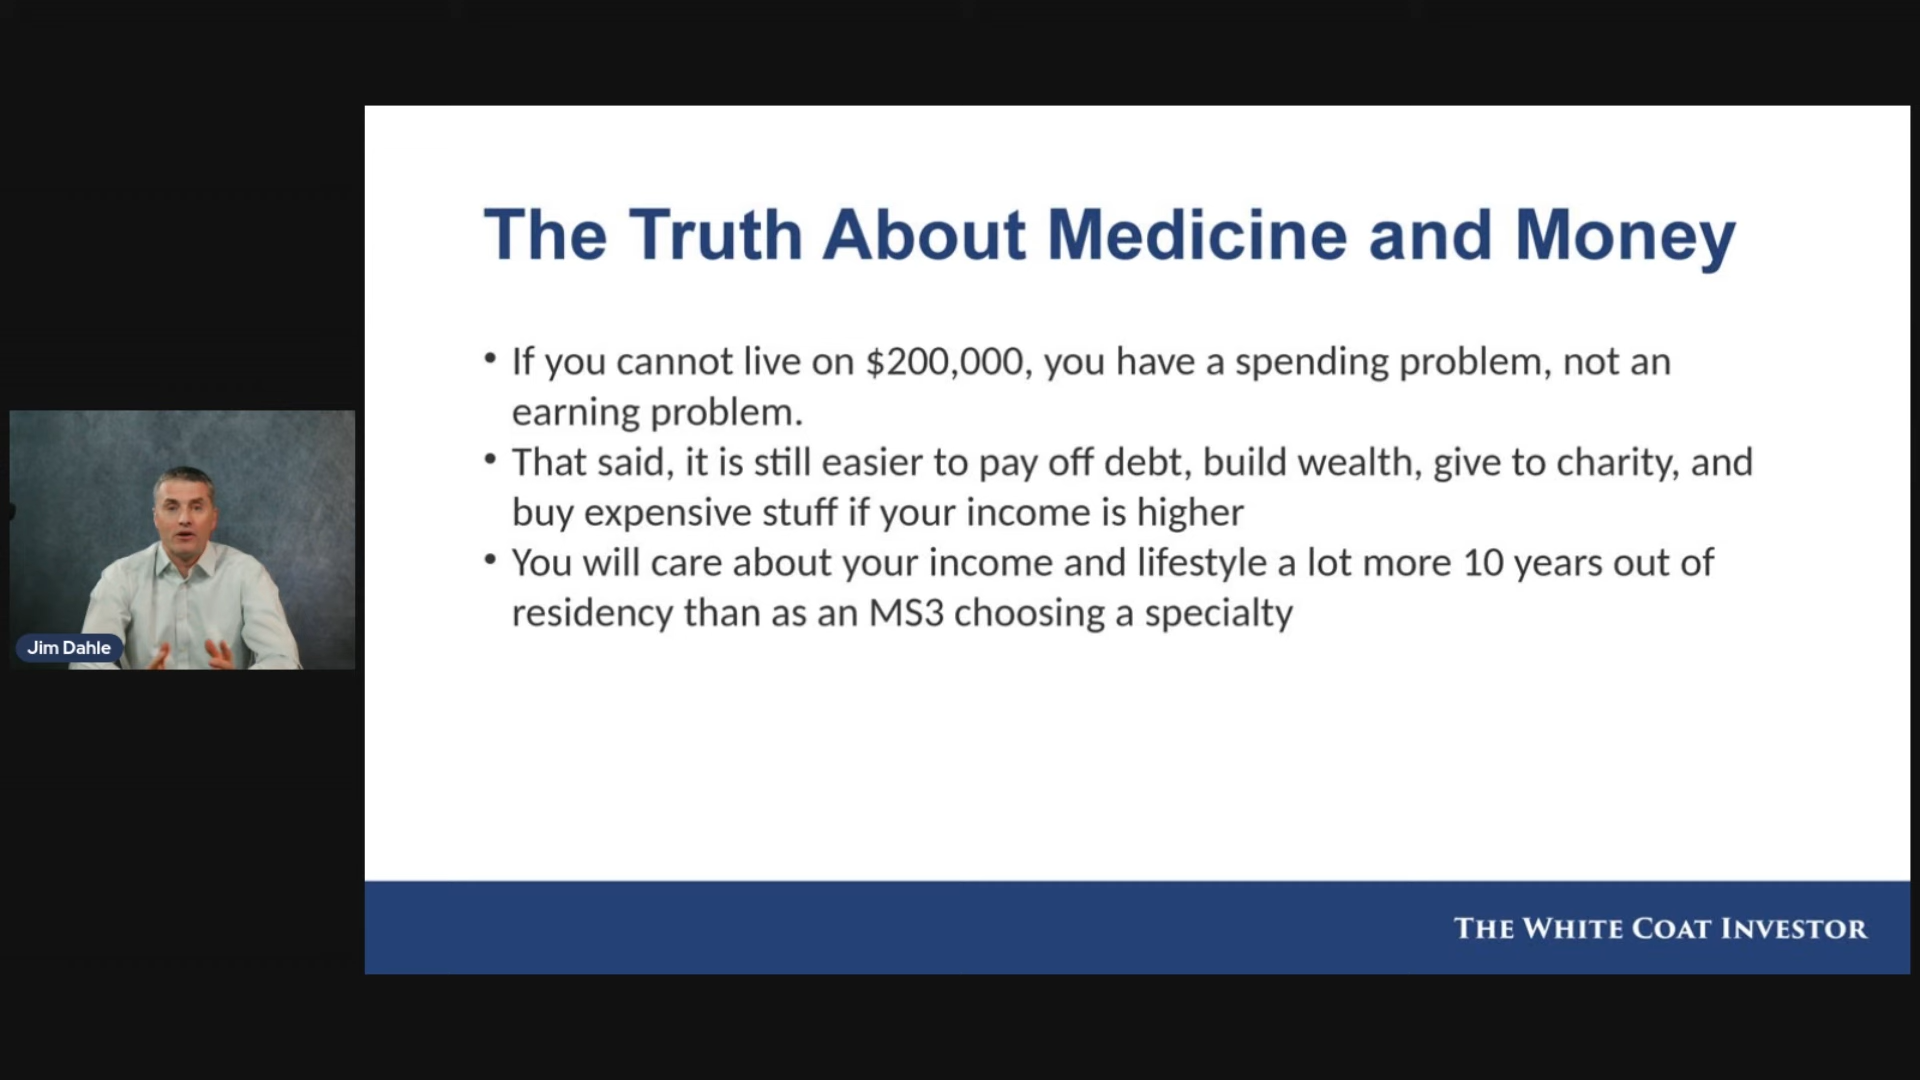 The Truth About Medicine and Money
• If you cannot live on $200,000, you have a spending problem, not an
earning problem.
• That said, it is still easier to pay off debt, build wealth, give to charity, and
buy expensive stuff if your income is higher
• You will care about your income and lifestyle a lot more 10 years out of
residency than as an MS3 choosing a specialty
Jim Dahle
THE WHITE COAT INVESTOR